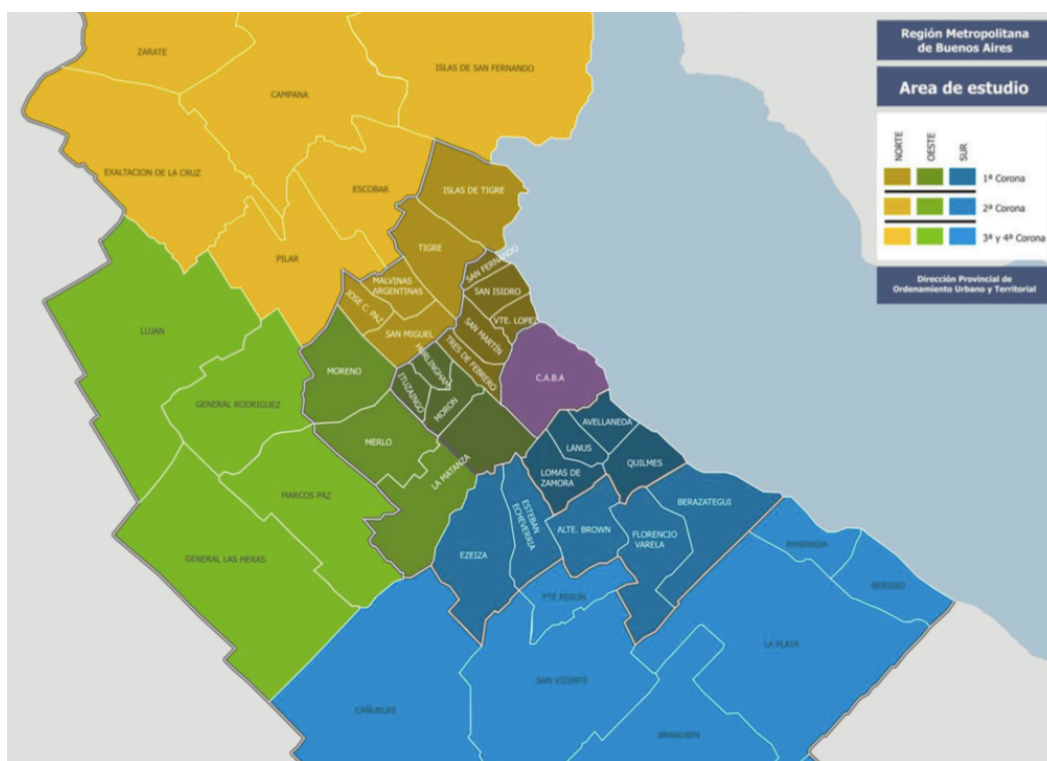 ZARATE
ISLAS DE SAN FERNANDO
CAMPANA
EXALTACION DE LA CRUZ
ESCOBAR
ISLAS DE TIGRE
TIGRE
PILAR
SAN FERNANDO
MALVINAS
ARGENTINAS
SAN ISIDRO
JOSE C. PAZ
VTE. LOPEZ
SAN MARTÍN
SAN MIGUEL
LUJAN
TRES DE FEBRERO
HURLINGHAM
MORENO
C.A.B.A
ITUZAINGO
MORON
GENERAL RODRIGUEZ
AVELLANEDA
MERLO
LANUS
LA MATANZA
LOMAS DE
ZAMORA
QUILMES
MARCOS PAZ
BERAZATEGUI
ESTEBAN
ECHEVERRIA
ALTE. BROWN
FLORENCIO
VARELA
EZEIZA
GENERAL LAS HERAS
ENSENADA
BERISSO
PTE PERON
LA PLATA
SAN VICENTE
CAÑUELAS
BRANDSEN
Región Metropolitana
de Buenos Aires
Area de estudio
NORTE
OESTE
SUR
1ª Corona
2ª Corona
3ª y 4ª Corona
Dirección Provincial de
Ordenamiento Urbano y Territorial